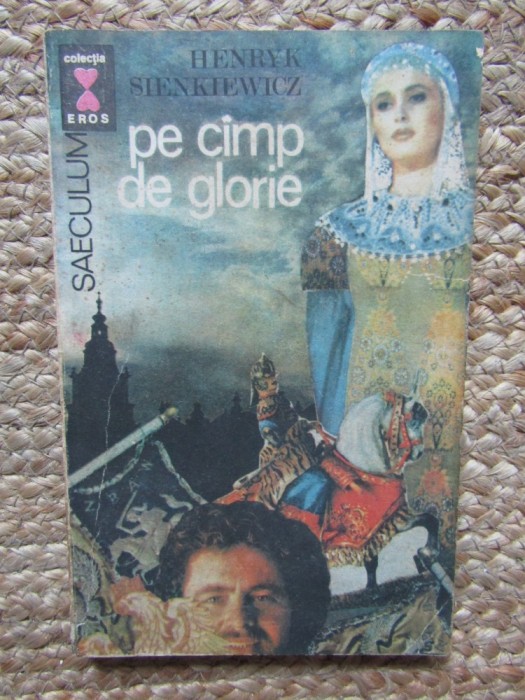 colecția
EROS
HENRYK
SIENKIEWICZ
pe cîmp
de glorie
SAECULUM